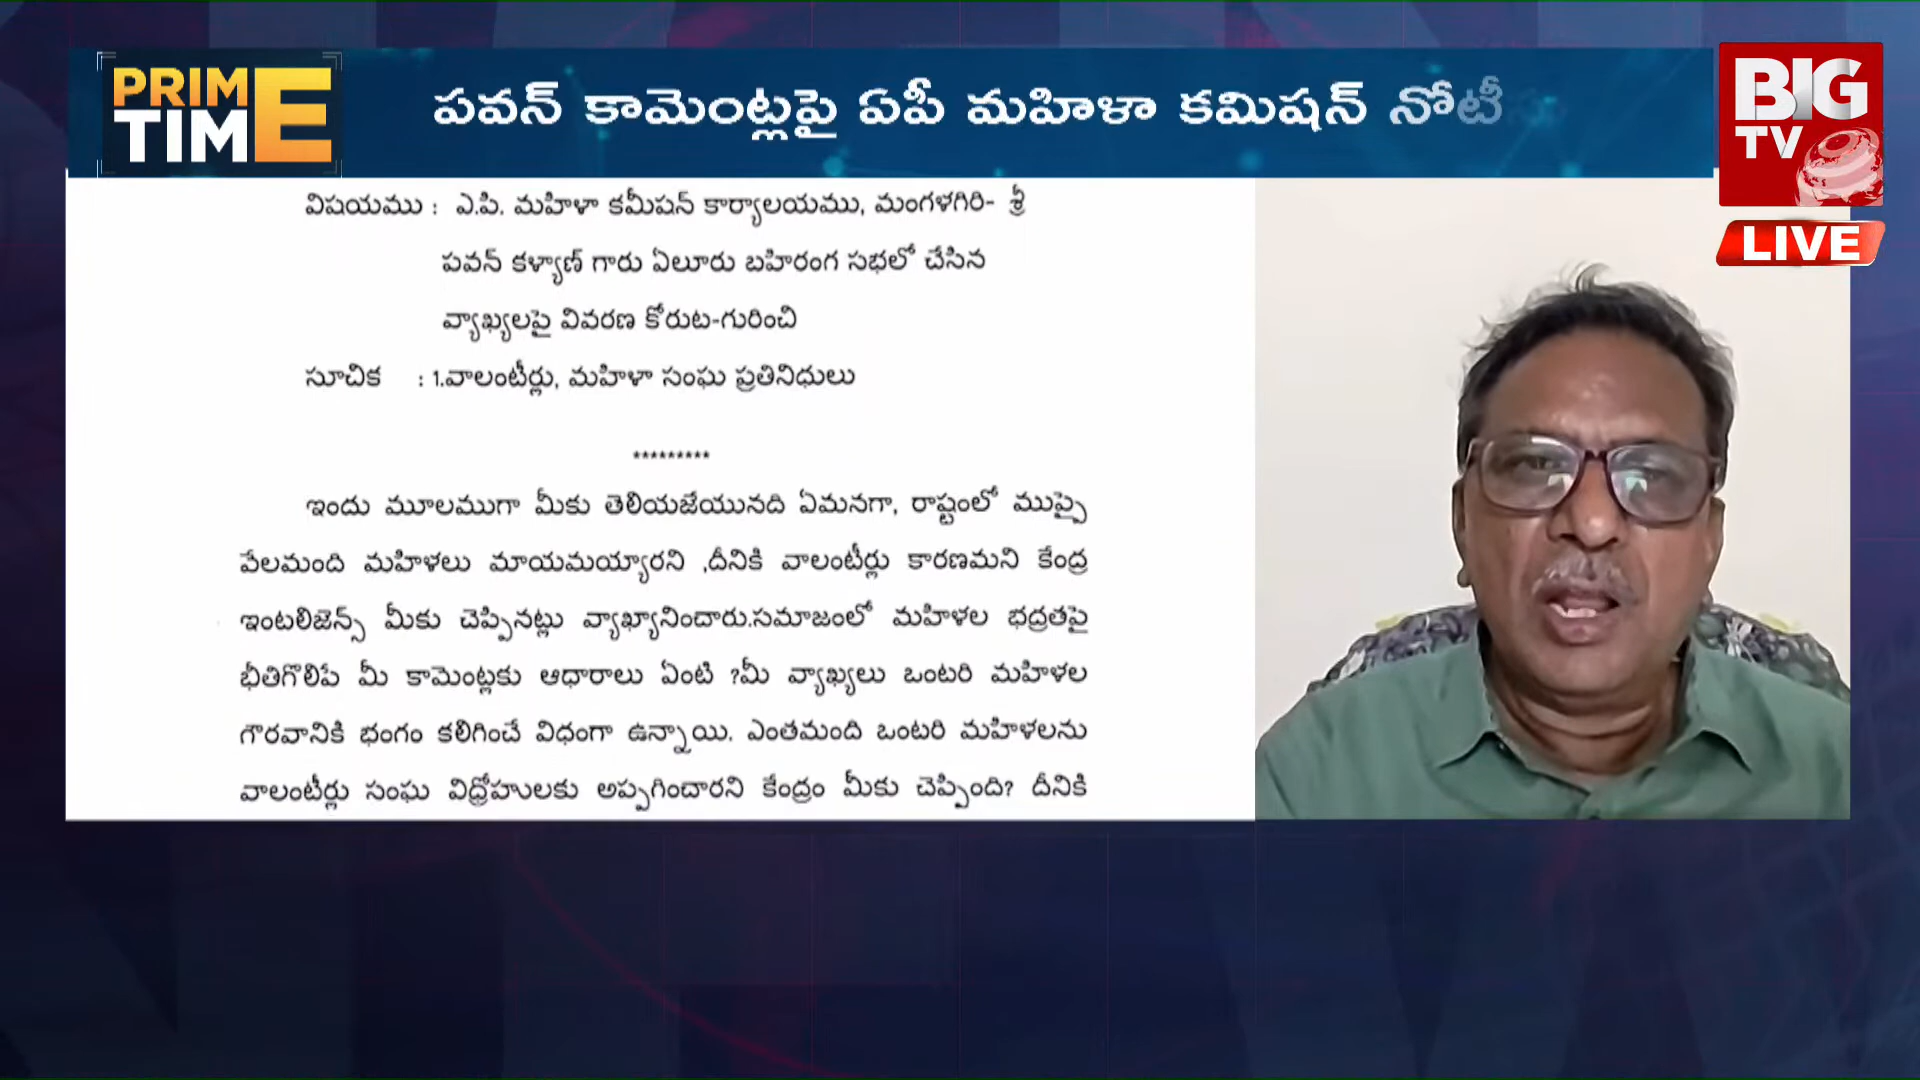 PRIME TIME
పవన్ కామెంట్లపై ఏపీ మహిళా కమిషన్ నోటీ
BIG
TV
LIVE
విషయము : ఎ.పి. మహిళా కమీషన్ కార్యాలయము, మంగళగిరి- శ్రీ
పవన్ కళ్యాణ్ గారు ఏలూరు బహిరంగ సభలో చేసిన
వ్యాఖ్యలపై వివరణ కోరుట-గురించి
సూచిక : 1.వాలంటీర్లు, మహిళా సంఘ ప్రతినిధులు
*********
ఇందు మూలముగా మీకు తెలియజేయునది ఏమనగా, రాష్ట్రంలో ముప్పై
వేలమంది మహిళలు మాయమయ్యారని ,దీనికి వాలంటీర్లు కారణమని కేంద్ర
ఇంటలిజెన్స్ మీకు చెప్పినట్లు వ్యాఖ్యానించారు.సమాజంలో మహిళల భద్రతపై
భీతిగొలిపే మీ కామెంట్లకు ఆధారాలు ఏంటి ?మీ వ్యాఖ్యలు ఒంటరి మహిళల
గౌరవానికి భంగం కలిగించే విధంగా ఉన్నాయి. ఎంతమంది ఒంటరి మహిళలను
వాలంటీర్లు సంఘ విద్రోహులకు అప్పగించారని కేంద్రం మీకు చెప్పింది? దీనికి